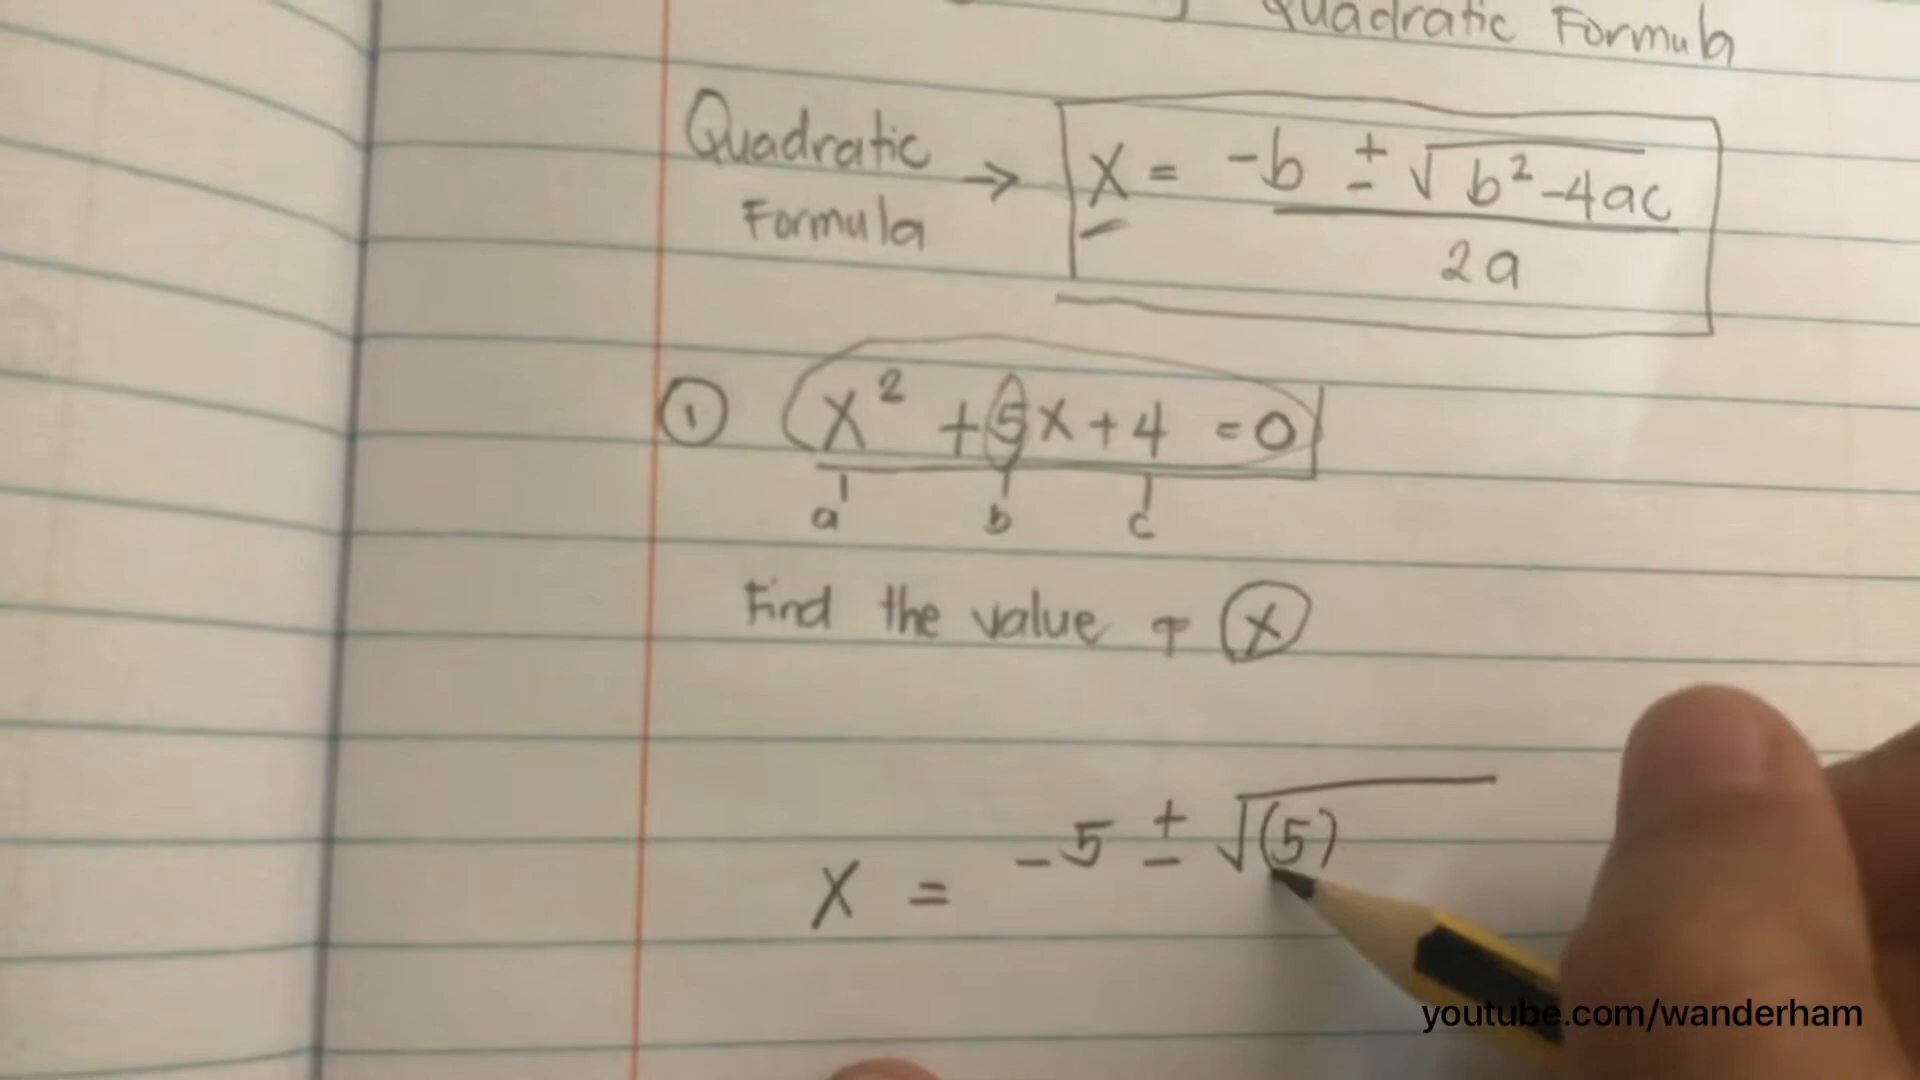 Quadratic Formula
Quadratic Formula → x = -b ± √b²-4ac / 2a
① x² + 5x + 4 = 0
a b c
Find the value of x
x = -5 ± √(5)
youtube.com/wanderham